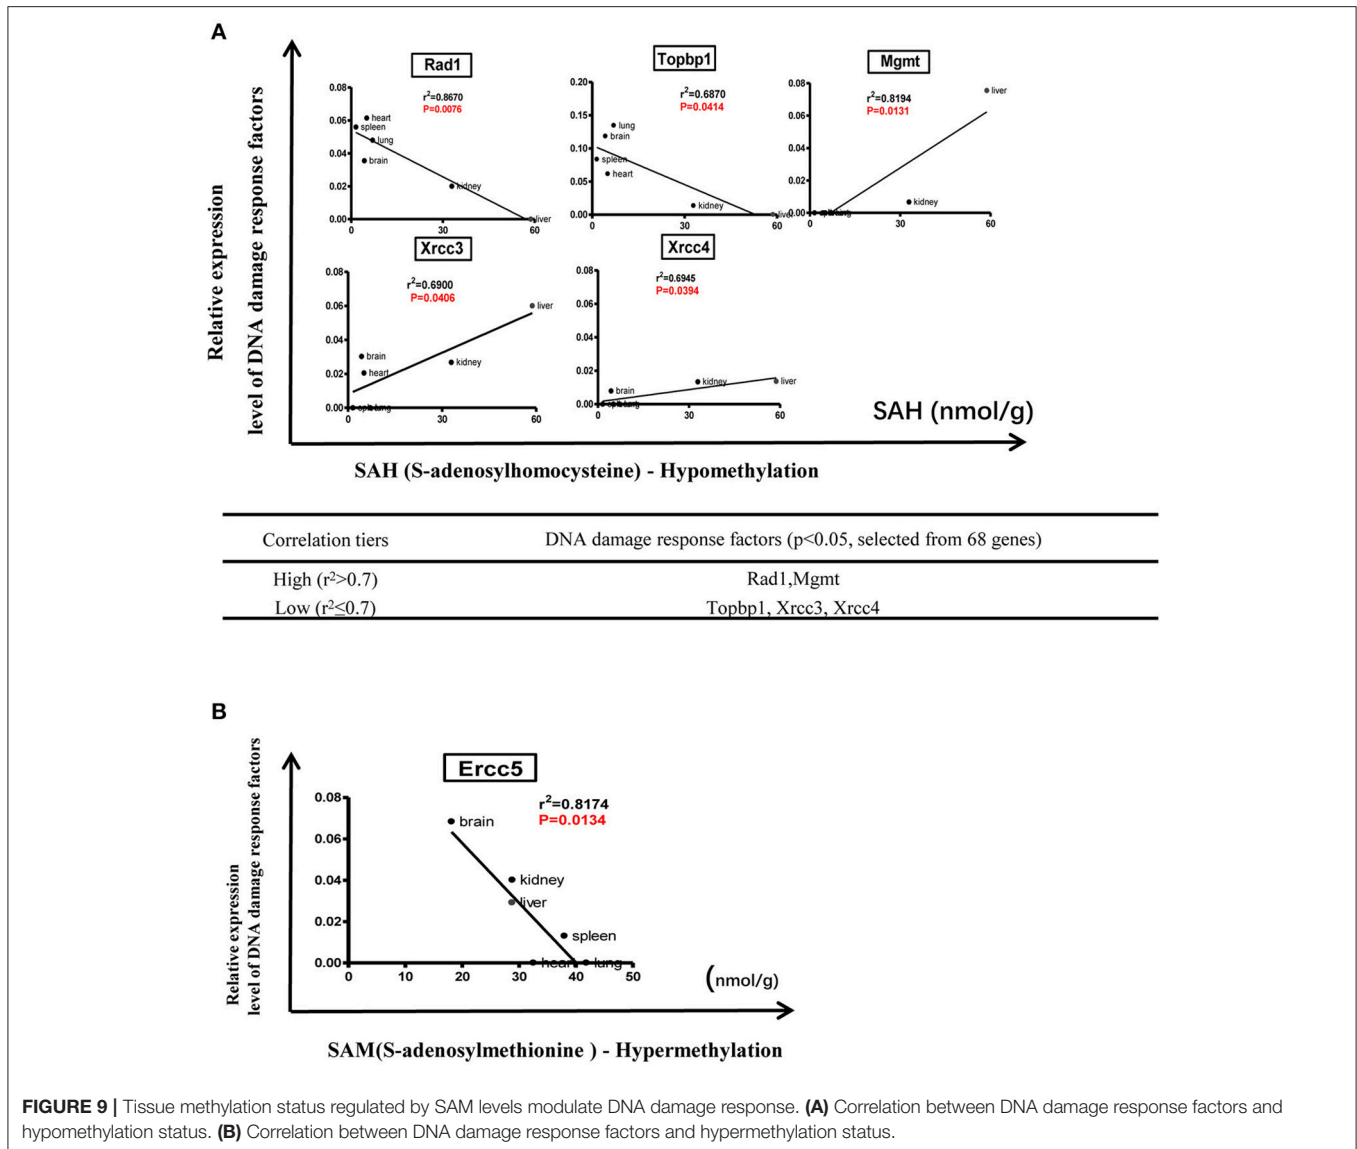 A
Relative expression
level of DNA damage response factors
Rad1
r²=0.8670
P=0.0076
0.08
0.06
0.04
0.02
0.00
heart
spleen
lung
brain
kidney
liver
0 30 60
Topbp1
r²=0.6870
P=0.0414
0.20
0.15
0.10
0.05
0.00
lung
brain
spleen
heart
kidney
liver
0 30 60
Mgmt
r²=0.8194
P=0.0131
0.08
0.06
0.04
0.02
0.00
liver
kidney
0 30 60
Xrcc3
r²=0.6900
P=0.0406
0.08
0.06
0.04
0.02
0.00
liver
brain
kidney
heart
0 30 60
Xrcc4
r²=0.6945
P=0.0394
0.08
0.06
0.04
0.02
0.00
brain
kidney
liver
0 30 60
SAH (nmol/g)
SAH (S-adenosylhomocysteine) - Hypomethylation
Correlation tiers DNA damage response factors (p<0.05, selected from 68 genes)
High (r²>0.7) Rad1,Mgmt
Low (r²≤0.7) Topbp1, Xrcc3, Xrcc4
B
Relative expression
level of DNA damage response factors
Ercc5
r²=0.8174
P=0.0134
0.08
0.06
0.04
0.02
0.00
brain
kidney
liver
spleen
heart lung
0 10 20 30 40 50
(nmol/g)
SAM(S-adenosylmethionine ) - Hypermethylation
FIGURE 9 | Tissue methylation status regulated by SAM levels modulate DNA damage response. (A) Correlation between DNA damage response factors and
hypomethylation status. (B) Correlation between DNA damage response factors and hypermethylation status.